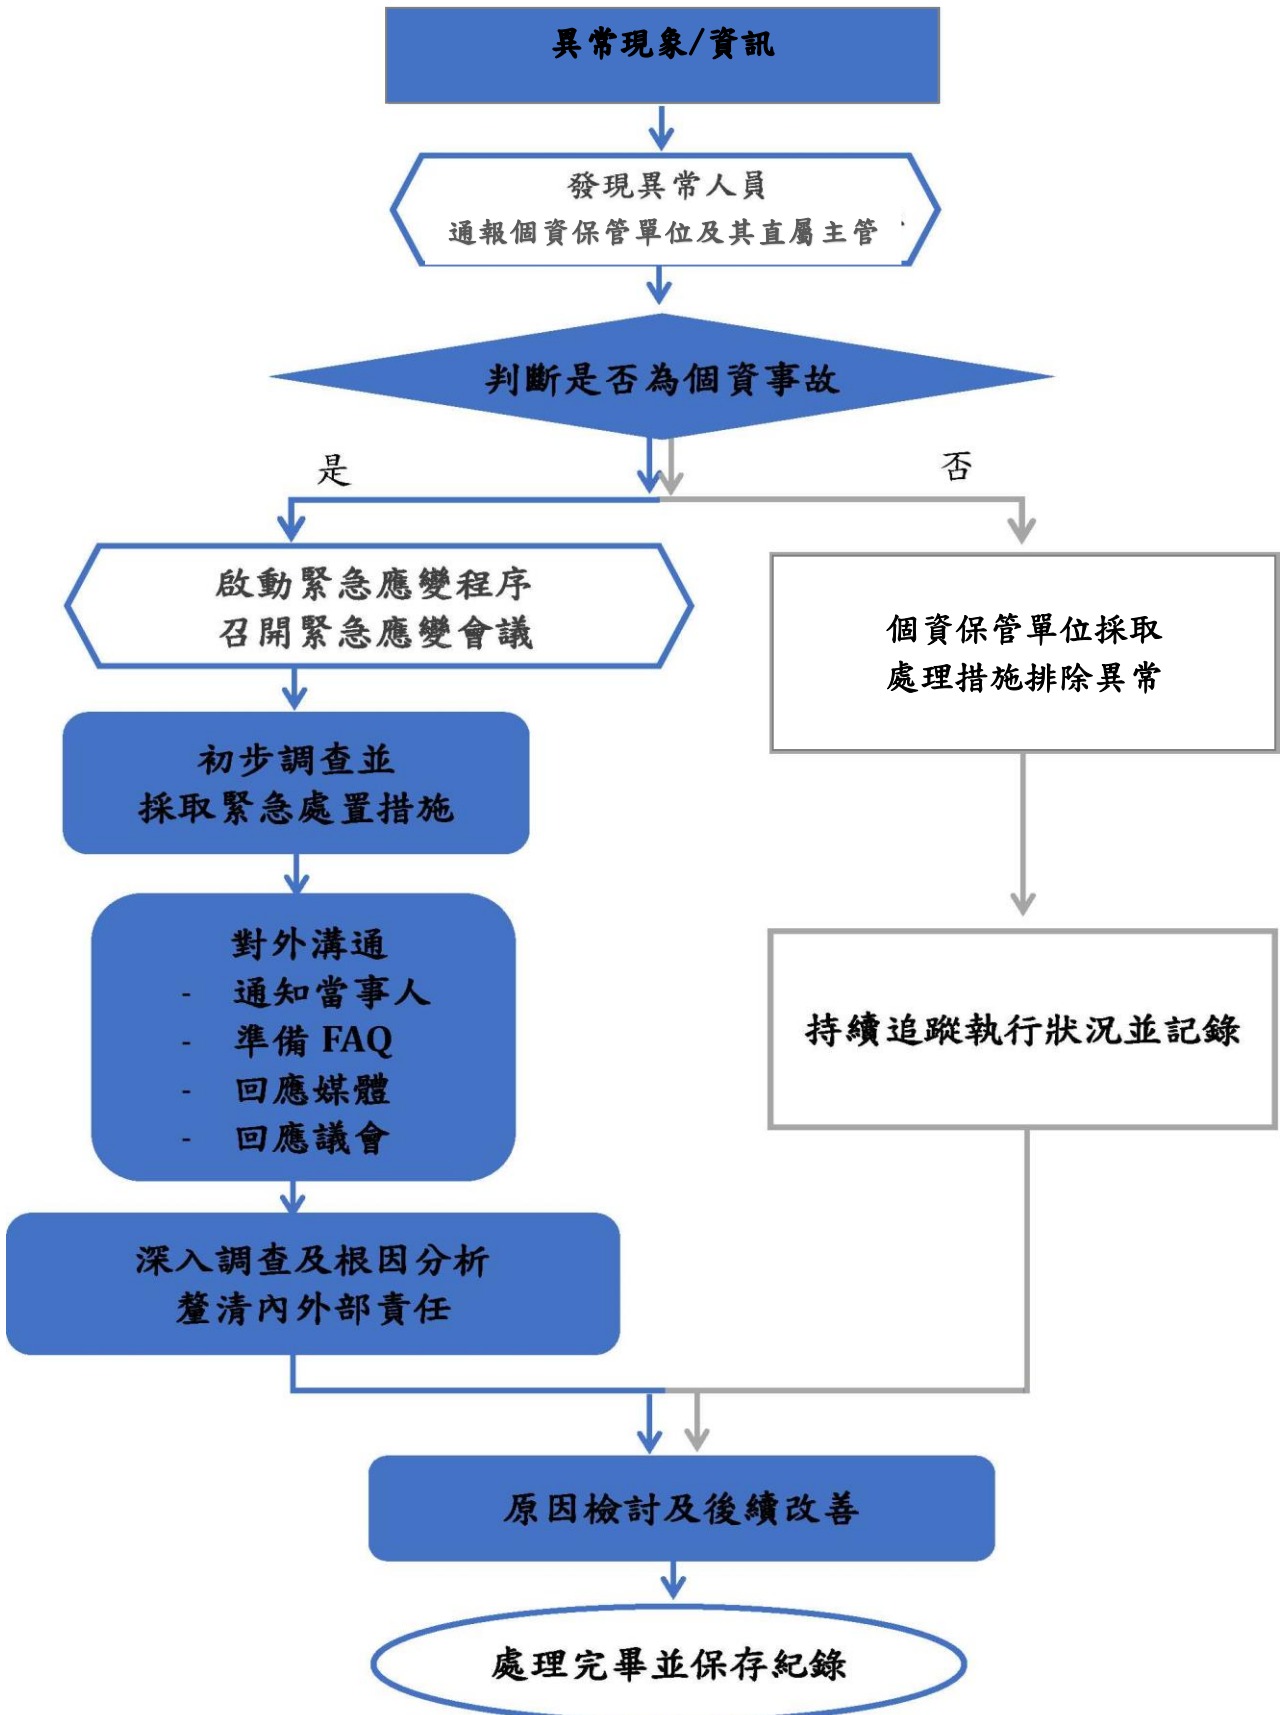 異常現象/資訊
發現異常人員
通報個資保管單位及其直屬主管
判斷是否為個資事故
是
否
啟動緊急應變程序
召開緊急應變會議
個資保管單位採取
處理措施排除異常
初步調查並
採取緊急處置措施
對外溝通
- 通知當事人
- 準備 FAQ
- 回應媒體
- 回應議會
持續追蹤執行狀況並記錄
深入調查及根因分析
釐清內外部責任
原因檢討及後續改善
處理完畢並保存紀錄